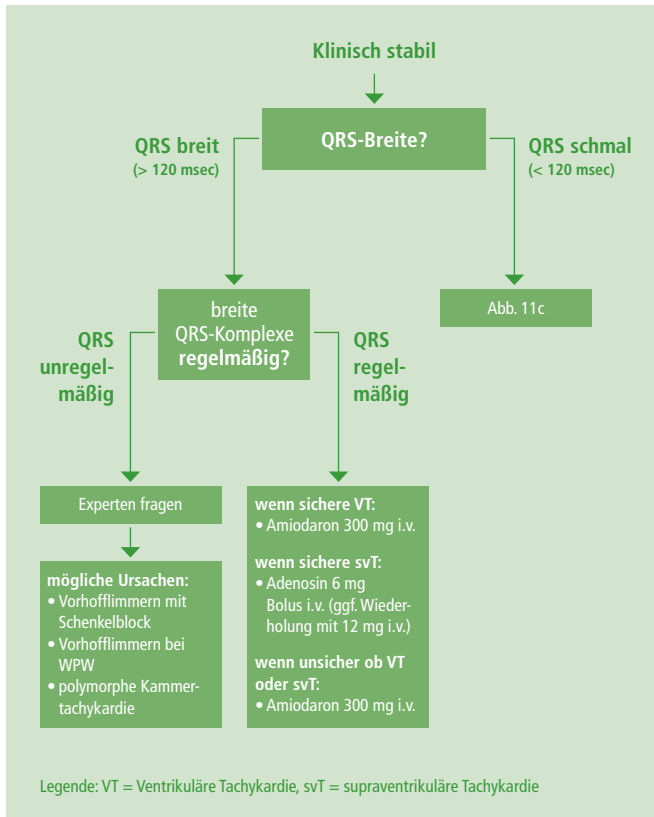 Klinisch stabil
QRS-Breite?
QRS breit
(> 120 msec)
QRS schmal
(< 120 msec)
breite
QRS-Komplexe
regelmäßig?
Abb. 11c
QRS
unregel-
mäßig
QRS
regel-
mäßig
Experten fragen
mögliche Ursachen:
• Vorhofflimmern mit
Schenkelblock
• Vorhofflimmern bei
WPW
• polymorphe Kammer-
tachykardie
wenn sichere VT:
• Amiodaron 300 mg i.v.
wenn sichere svT:
• Adenosin 6 mg
Bolus i.v. (ggf. Wieder-
holung mit 12 mg i.v.)
wenn unsicher ob VT
oder svT:
• Amiodaron 300 mg i.v.
Legende: VT = Ventrikuläre Tachykardie, svT = supraventrikuläre Tachykardie